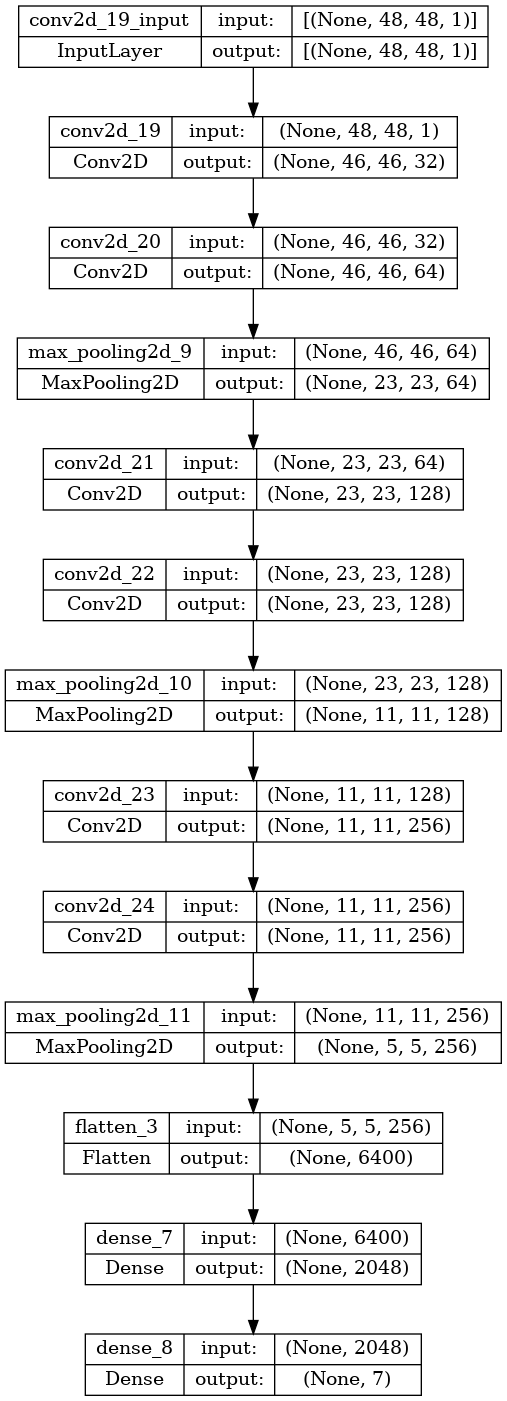 conv2d_19_input input: [(None, 48, 48, 1)]
InputLayer output: [(None, 48, 48, 1)]
conv2d_19 input: (None, 48, 48, 1)
Conv2D output: (None, 46, 46, 32)
conv2d_20 input: (None, 46, 46, 32)
Conv2D output: (None, 46, 46, 64)
max_pooling2d_9 input: (None, 46, 46, 64)
MaxPooling2D output: (None, 23, 23, 64)
conv2d_21 input: (None, 23, 23, 64)
Conv2D output: (None, 23, 23, 128)
conv2d_22 input: (None, 23, 23, 128)
Conv2D output: (None, 23, 23, 128)
max_pooling2d_10 input: (None, 23, 23, 128)
MaxPooling2D output: (None, 11, 11, 128)
conv2d_23 input: (None, 11, 11, 128)
Conv2D output: (None, 11, 11, 256)
conv2d_24 input: (None, 11, 11, 256)
Conv2D output: (None, 11, 11, 256)
max_pooling2d_11 input: (None, 11, 11, 256)
MaxPooling2D output: (None, 5, 5, 256)
flatten_3 input: (None, 5, 5, 256)
Flatten output: (None, 6400)
dense_7 input: (None, 6400)
Dense output: (None, 2048)
dense_8 input: (None, 2048)
Dense output: (None, 7)